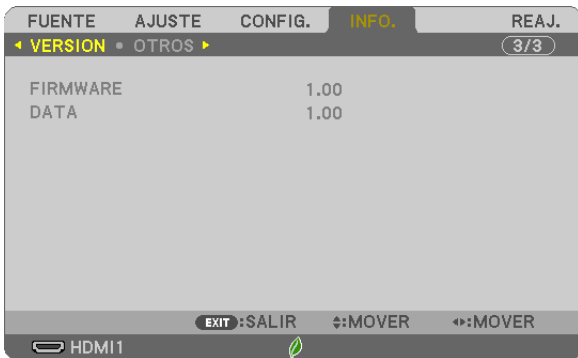 FUENTE AJUSTE CONFIG. INFO. REAJ.
VERSION • OTROS 3/3
FIRMWARE 1.00
DATA 1.00
EXIT :SALIR :MOVER :MOVER
HDMI1